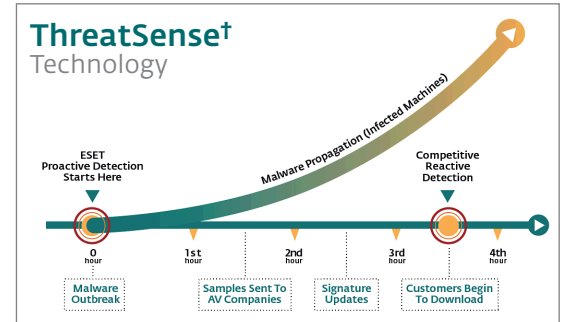 ThreatSense†
Technology
Malware Propagation (Infected Machines)
ESET
Proactive Detection
Starts Here
Competitive
Reactive
Detection
0
hour
1st
hour
2nd
hour
3rd
hour
4th
hour
Malware
Outbreak
Samples Sent To
AV Companies
Signature
Updates
Customers Begin
To Download